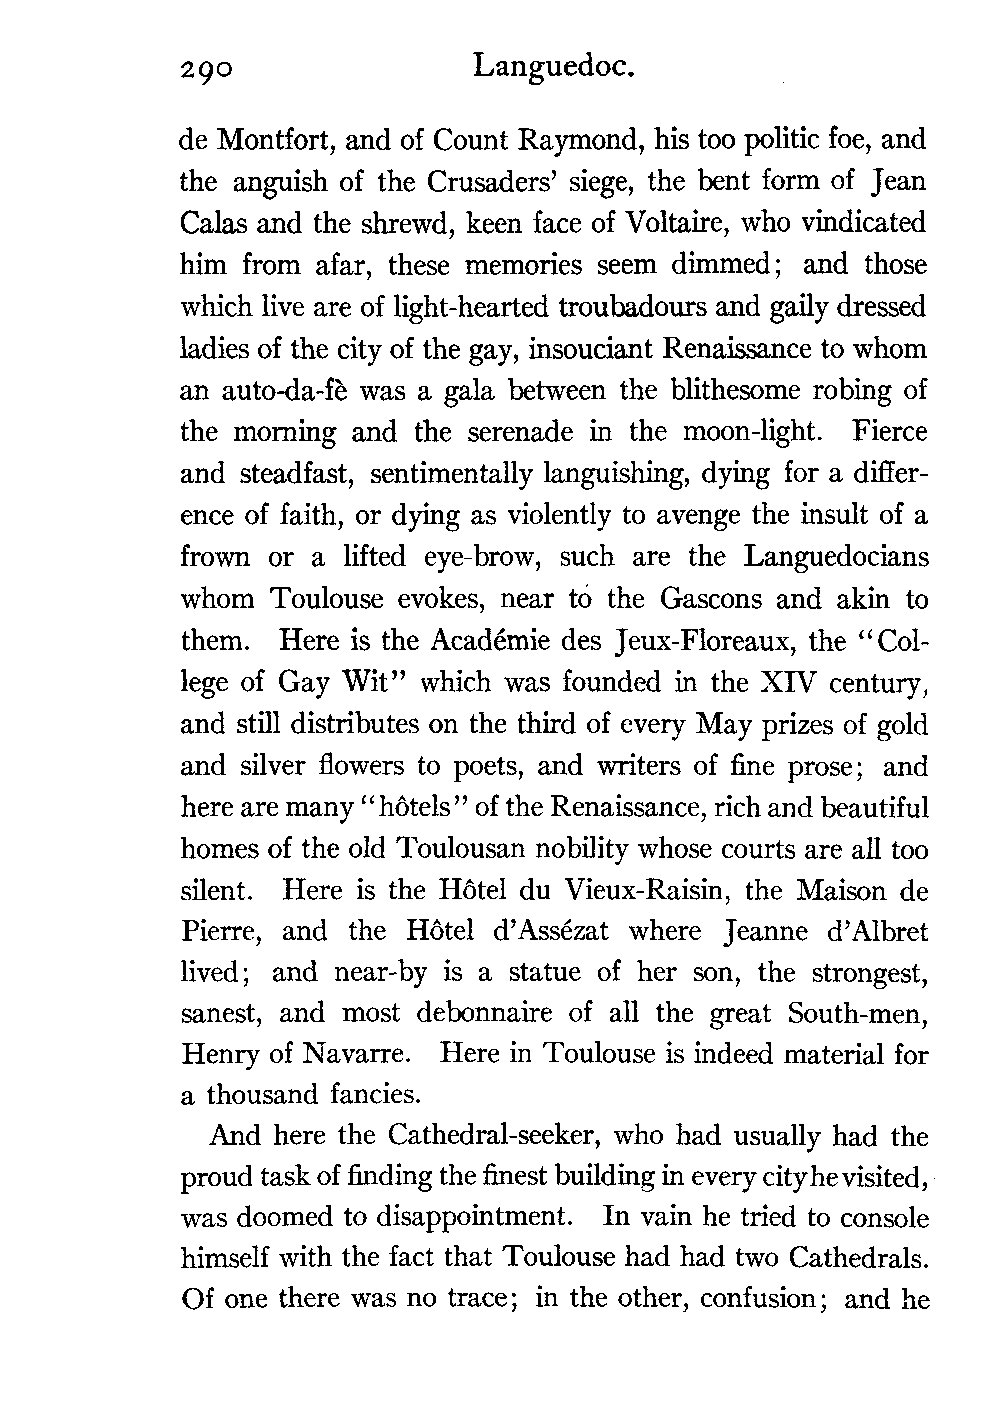 290 Languedoc.
de Montfort, and of Count Raymond, his too politic foe, and
the anguish of the Crusaders’ siege, the bent form of Jean
Calas and the shrewd, keen face of Voltaire, who vindicated
him from afar, these memories seem dimmed; and those
which live are of light-hearted troubadours and gaily dressed
ladies of the city of the gay, insouciant Renaissance to whom
an auto-da-fè was a gala between the blithesome robing of
the morning and the serenade in the moon-light. Fierce
and steadfast, sentimentally languishing, dying for a differ-
ence of faith, or dying as violently to avenge the insult of a
frown or a lifted eye-brow, such are the Languedocians
whom Toulouse evokes, near to the Gascons and akin to
them. Here is the Académie des Jeux-Floreaux, the “Col-
lege of Gay Wit” which was founded in the XIV century,
and still distributes on the third of every May prizes of gold
and silver flowers to poets, and writers of fine prose; and
here are many “hôtels” of the Renaissance, rich and beautiful
homes of the old Toulousan nobility whose courts are all too
silent. Here is the Hôtel du Vieux-Raisin, the Maison de
Pierre, and the Hôtel d’Assézat where Jeanne d’Albret
lived; and near-by is a statue of her son, the strongest,
sanest, and most debonnaire of all the great South-men,
Henry of Navarre. Here in Toulouse is indeed material for
a thousand fancies.
And here the Cathedral-seeker, who had usually had the
proud task of finding the finest building in every city he visited,
was doomed to disappointment. In vain he tried to console
himself with the fact that Toulouse had had two Cathedrals.
Of one there was no trace; in the other, confusion; and he